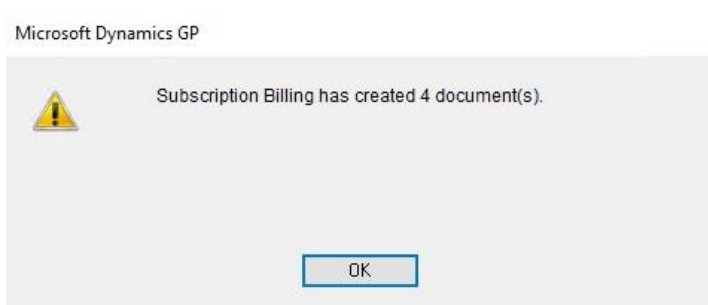 Microsoft Dynamics GP
Subscription Billing has created 4 document(s).
OK